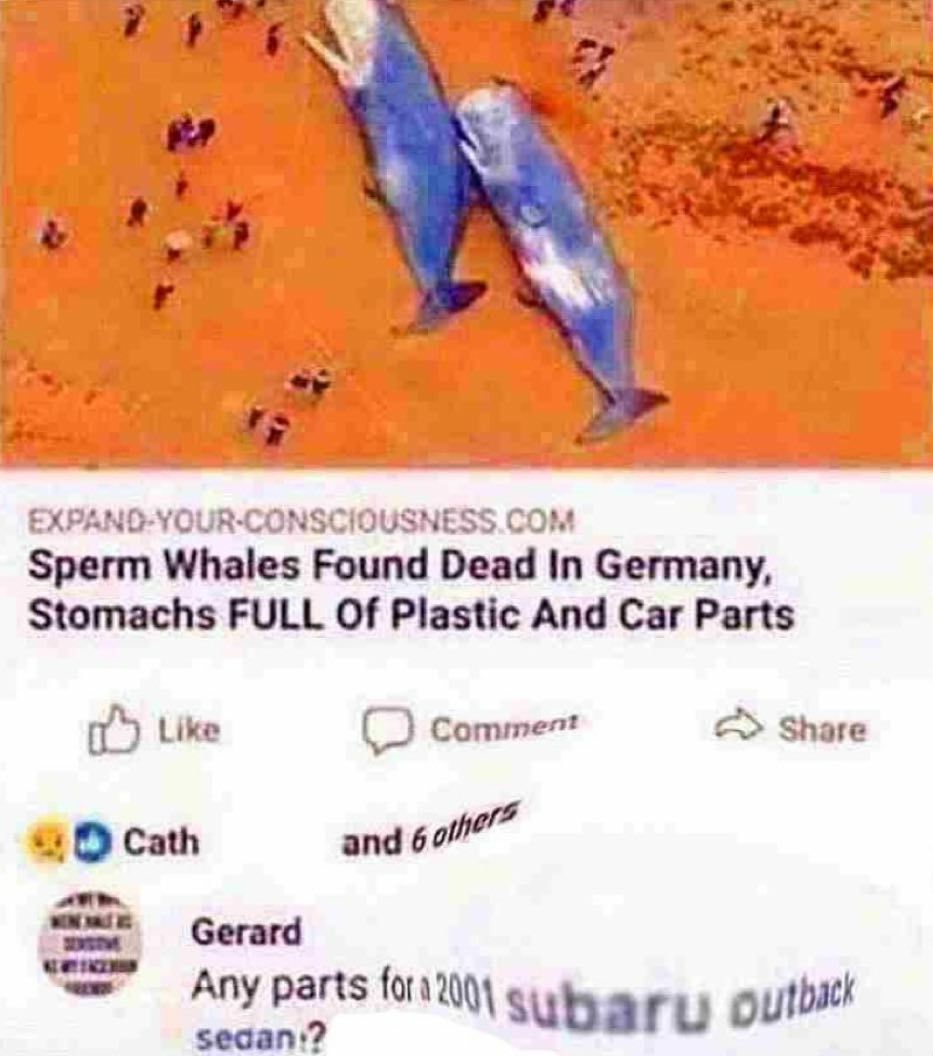 EXPAND-YOUR-CONSCIOUSNESS.COM
Sperm Whales Found Dead In Germany,
Stomachs FULL Of Plastic And Car Parts
Like Comment Share
Cath and 6 others
Gerard
Any parts for a 2001 subaru outback
sedan:?